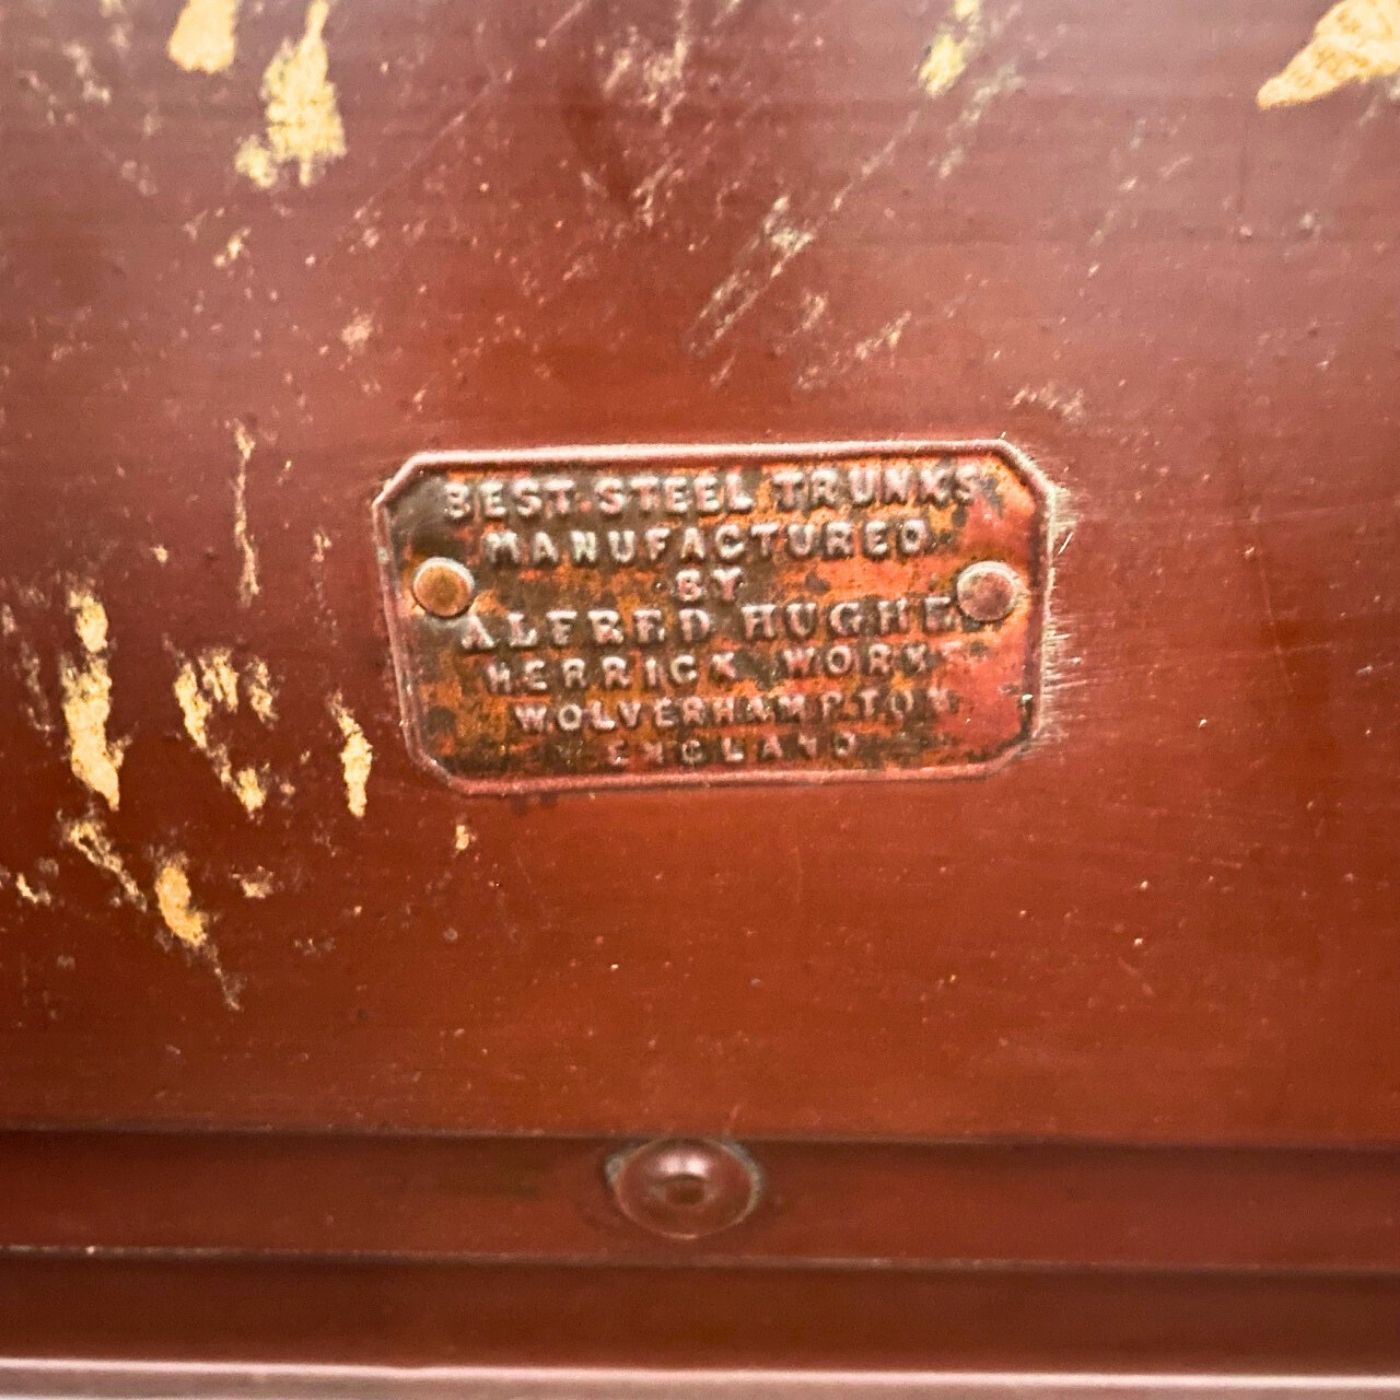 BEST STEEL TRUNKS
MANUFACTURED
BY
ALFRED HUGHES
HERRICK WORKS
WOLVERHAMPTON
ENGLAND